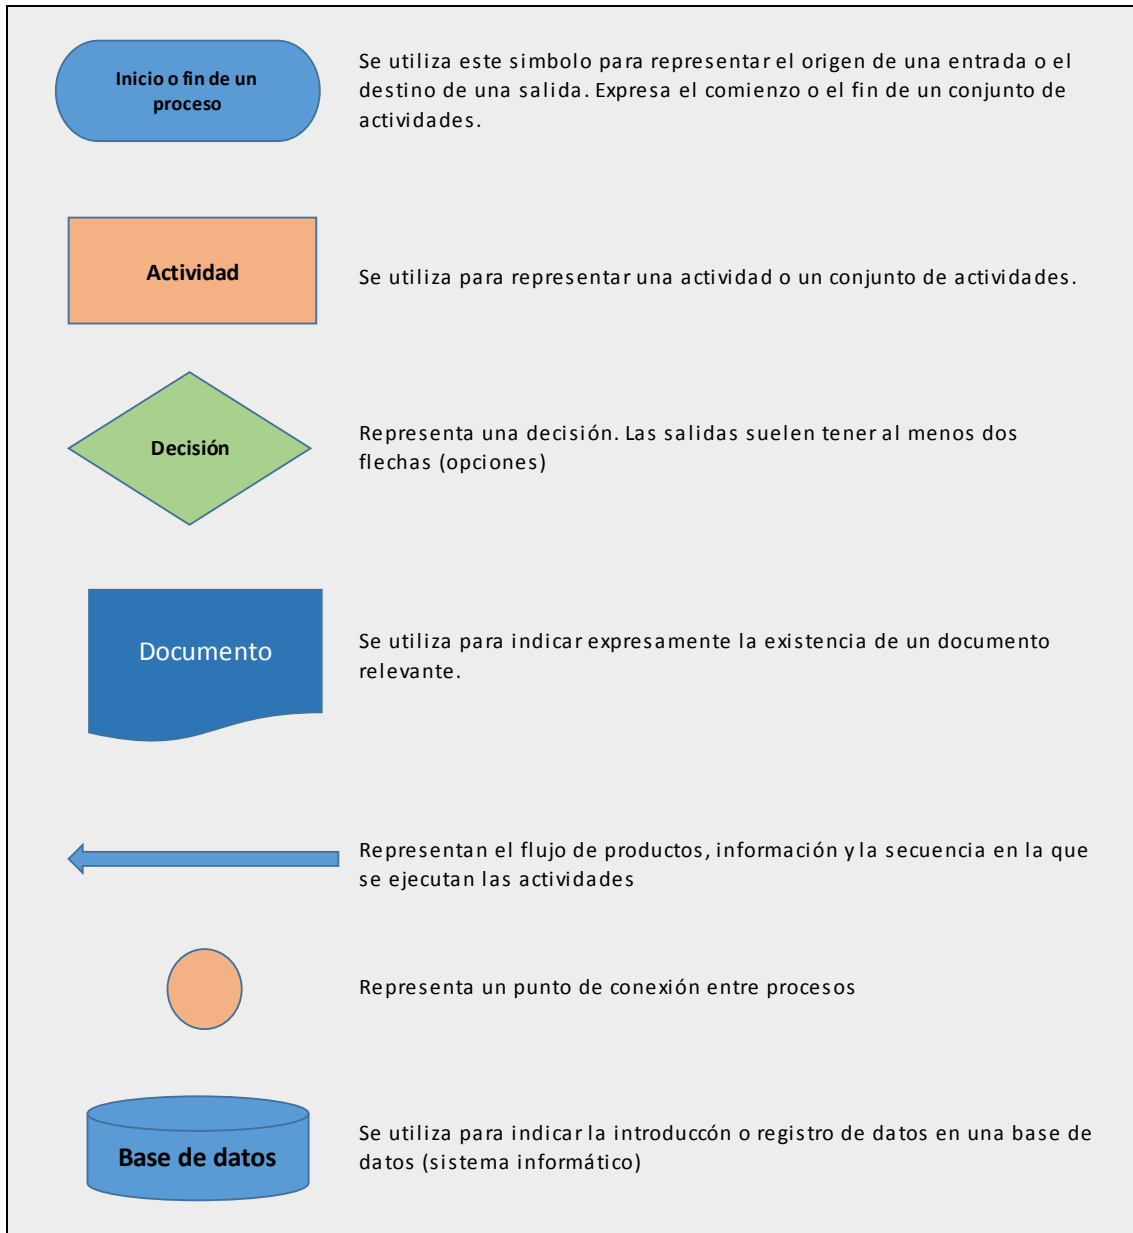 Inicio o fin de un
proceso
Se utiliza este simbolo para representar el origen de una entrada o el
destino de una salida. Expresa el comienzo o el fin de un conjunto de
actividades.
Actividad
Se utiliza para representar una actividad o un conjunto de actividades.
Decisión
Representa una decisión. Las salidas suelen tener al menos dos
flechas (opciones)
Documento
Se utiliza para indicar expresamente la existencia de un documento
relevante.
Representan el flujo de productos, información y la secuencia en la que
se ejecutan las actividades
Representa un punto de conexión entre procesos
Base de datos
Se utiliza para indicar la introduccón o registro de datos en una base de
datos (sistema informático)